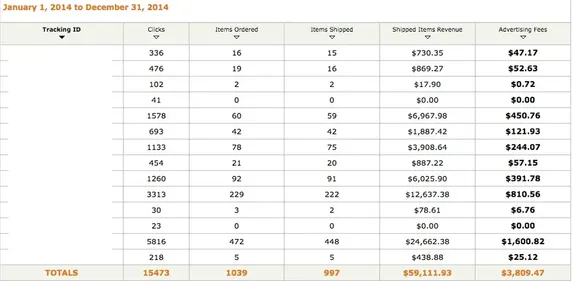 January 1, 2014 to December 31, 2014
Tracking ID Clicks Items Ordered Items Shipped Shipped Items Revenue Advertising Fees
336 16 15 $730.35 $47.17
476 19 16 $869.27 $52.63
102 2 2 $17.90 $0.72
41 0 0 $0.00 $0.00
1578 60 59 $6,967.98 $450.76
693 42 42 $1,887.42 $121.93
1133 78 75 $3,908.64 $244.07
454 21 20 $887.22 $57.15
1260 92 91 $6,025.90 $391.78
3313 229 222 $12,637.38 $810.56
30 3 2 $78.61 $6.76
23 0 0 $0.00 $0.00
5816 472 448 $24,662.38 $1,600.82
218 5 5 $438.88 $25.12
TOTALS 15473 1039 997 $59,111.93 $3,809.47